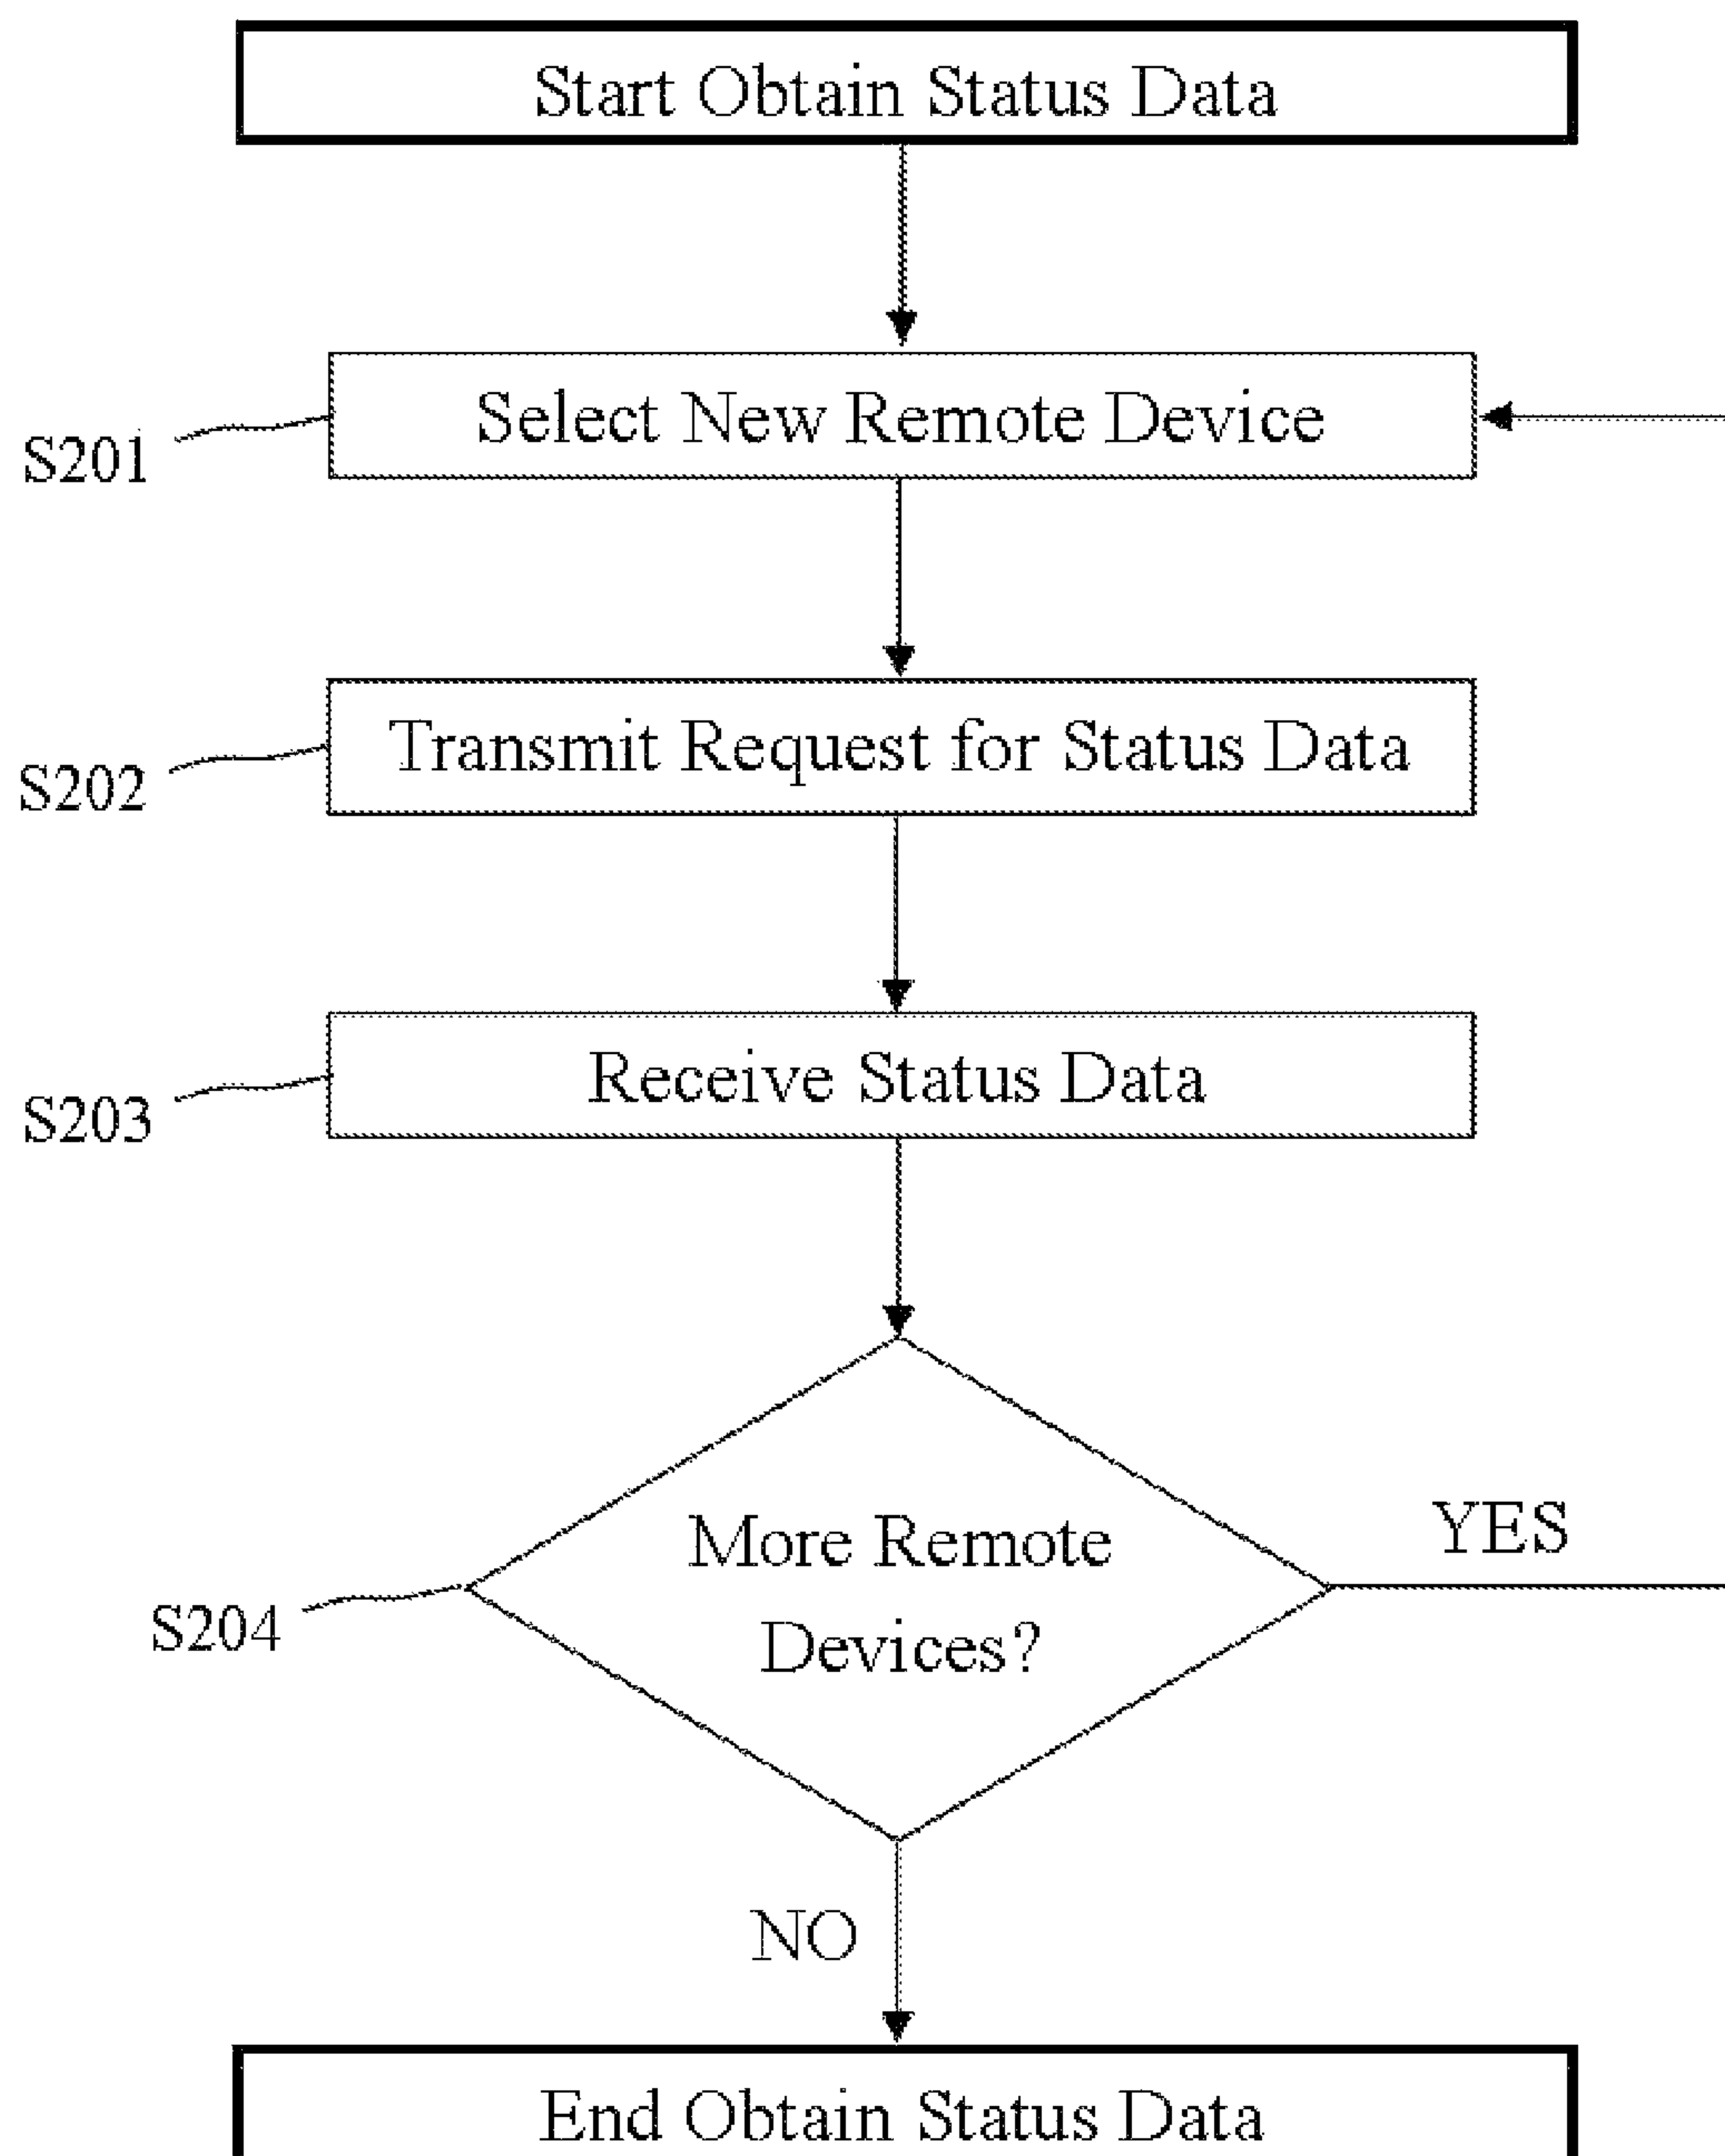 Start Obtain Status Data
Select New Remote Device
S201
Transmit Request for Status Data
S202
Receive Status Data
S203
More Remote
Devices?
YES
S204
NO
End Obtain Status Data